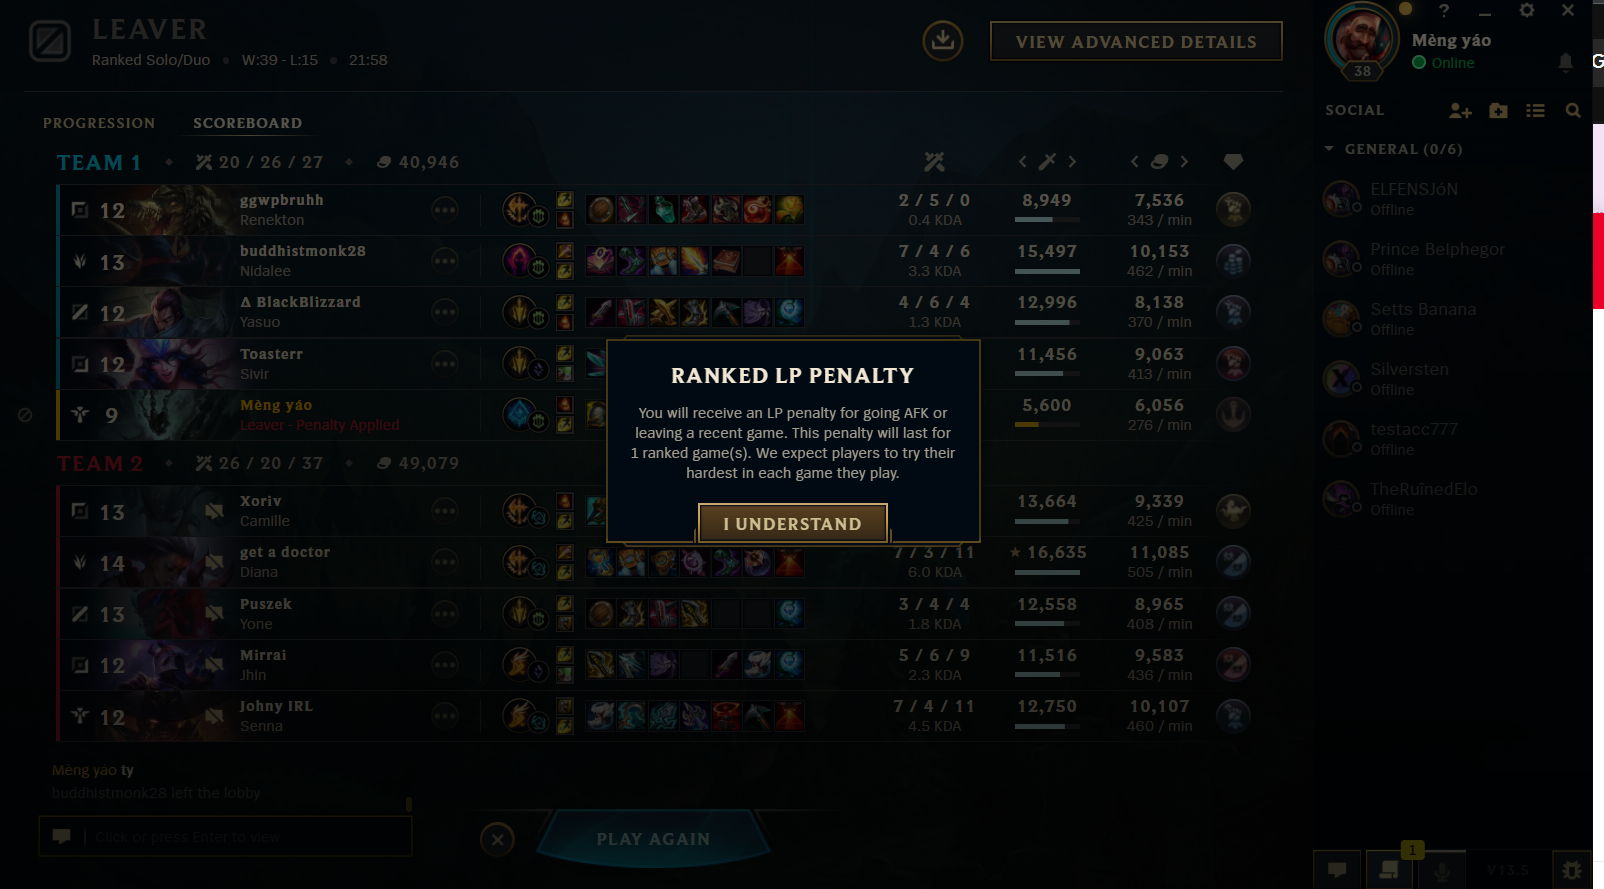 LEAVER
Ranked Solo/Duo • W:39 - L:15 • 21:58
VIEW ADVANCED DETAILS
PROGRESSION SCOREBOARD
TEAM 1 20 / 26 / 27 40,946
12 ggwpbruhh 2 / 5 / 0 8,949 7,536
Renekton 0.4 KDA 343 / min
13 buddhistmonk28 7 / 4 / 6 15,497 10,153
Nidalee 3.3 KDA 462 / min
12 Δ BlackBlizzard 4 / 6 / 4 12,996 8,138
Yasuo 1.3 KDA 370 / min
12 Toasterr 11,456 9,063
Sivir 413 / min
9 Mèng yáo 5,600 6,056
Leaver - Penalty Applied 276 / min
TEAM 2 26 / 20 / 37 49,079
13 Xoriv 13,664 9,339
Camille 425 / min
14 get a doctor 7 / 3 / 11 16,635 11,085
Diana 6.0 KDA 505 / min
13 Puszek 3 / 4 / 4 12,558 8,965
Yone 1.8 KDA 408 / min
12 Mirrai 5 / 6 / 9 11,516 9,583
Jhin 2.3 KDA 436 / min
12 Johny IRL 7 / 4 / 11 12,750 10,107
Senna 4.5 KDA 460 / min
RANKED LP PENALTY
You will receive an LP penalty for going AFK or
leaving a recent game. This penalty will last for
1 ranked game(s). We expect players to try their
hardest in each game they play.
I UNDERSTAND
Mèng yáo ty
buddhistmonk28 left the lobby
Click or press Enter to view
PLAY AGAIN
?
38
Mèng yáo
Online
SOCIAL
GENERAL (0/6)
ELFENSJóN
Offline
Prince Belphegor
Offline
Setts Banana
Offline
Silversten
Offline
testacc777
Offline
TheRuînedElo
Offline
1
V13.5
G